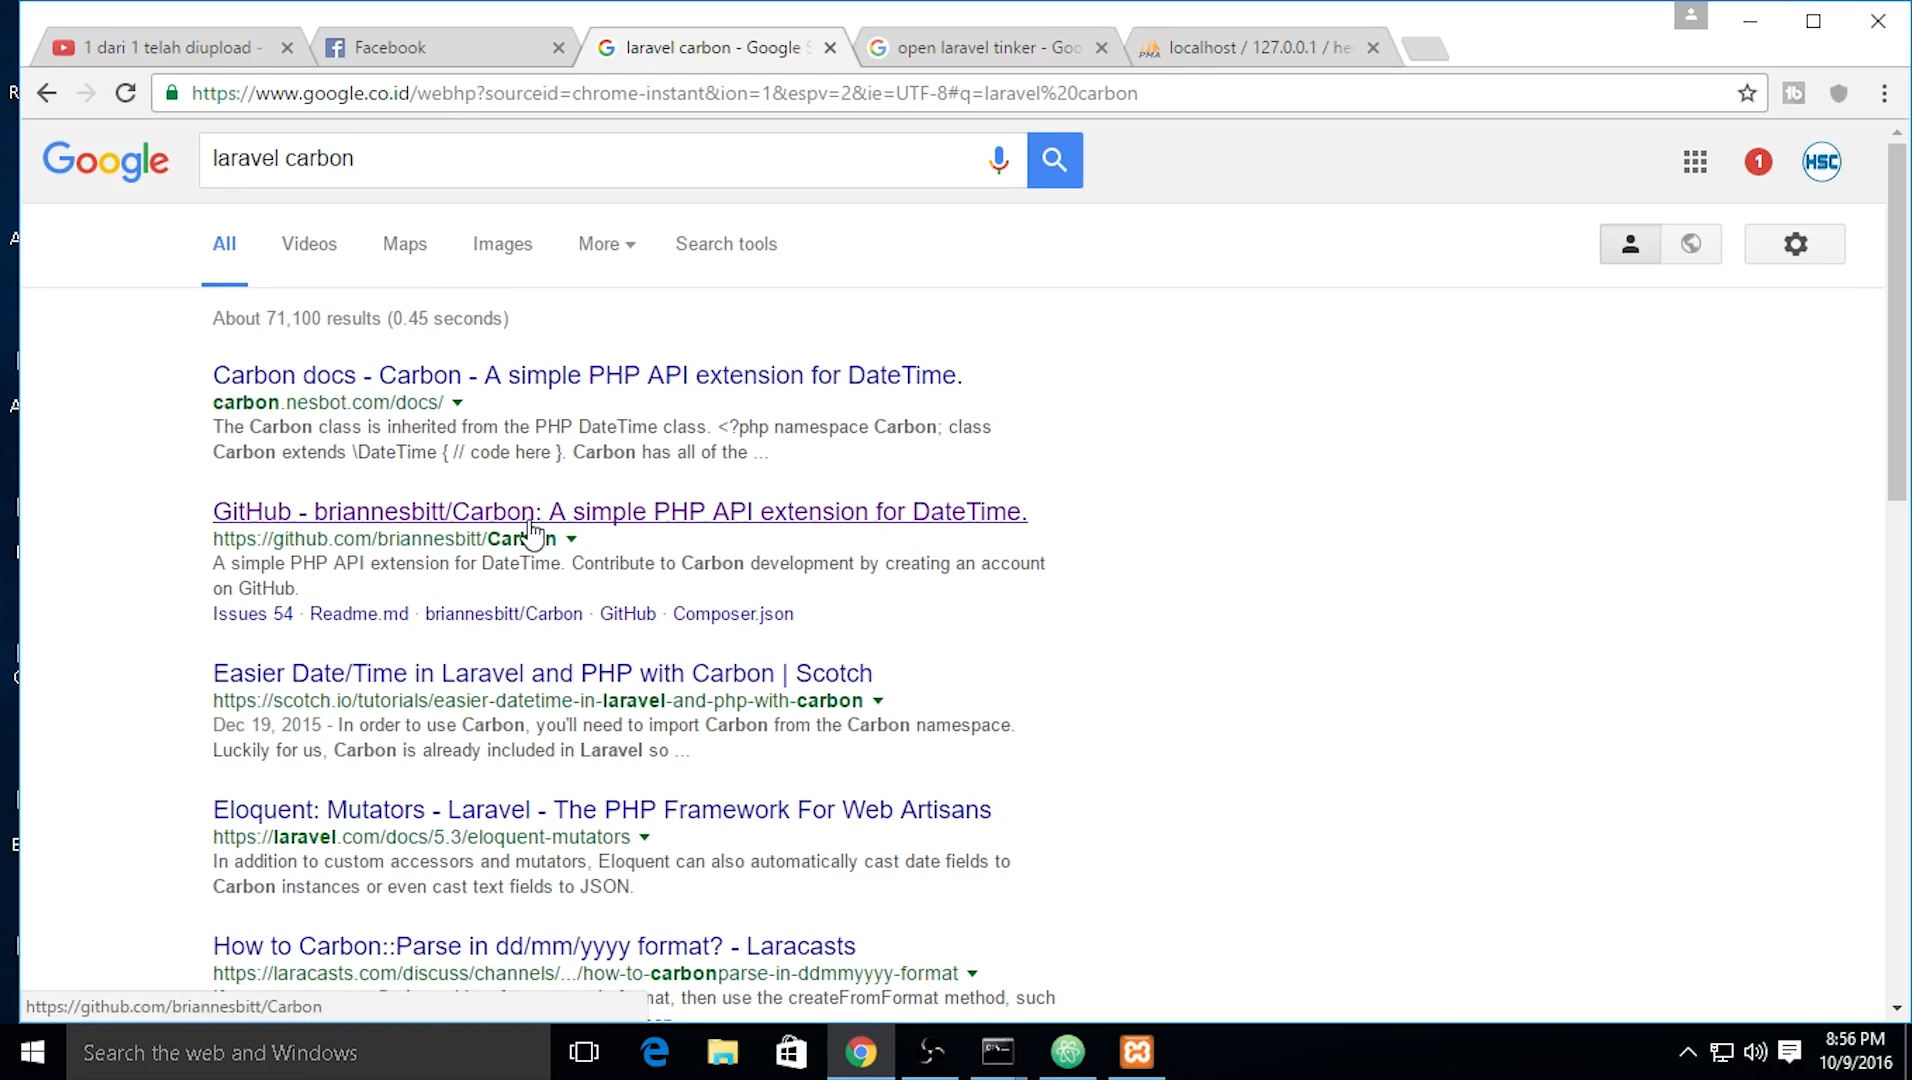 1 dari 1 telah diupload -
Facebook
laravel carbon - Google S
open laravel tinker - Goo
localhost / 127.0.0.1 / he
https://www.google.co.id/webhp?sourceid=chrome-instant&ion=1&espv=2&ie=UTF-8#q=laravel%20carbon
Google
laravel carbon
1
HSC
All
Videos
Maps
Images
More
Search tools
About 71,100 results (0.45 seconds)
Carbon docs - Carbon - A simple PHP API extension for DateTime.
carbon.nesbot.com/docs/
The Carbon class is inherited from the PHP DateTime class. <?php namespace Carbon; class
Carbon extends \DateTime { // code here }. Carbon has all of the ...
GitHub - briannesbitt/Carbon: A simple PHP API extension for DateTime.
https://github.com/briannesbitt/Carbon
A simple PHP API extension for DateTime. Contribute to Carbon development by creating an account
on GitHub.
Issues 54 · Readme.md · briannesbitt/Carbon · GitHub · Composer.json
Easier Date/Time in Laravel and PHP with Carbon | Scotch
https://scotch.io/tutorials/easier-datetime-in-laravel-and-php-with-carbon
Dec 19, 2015 - In order to use Carbon, you'll need to import Carbon from the Carbon namespace.
Luckily for us, Carbon is already included in Laravel so ...
Eloquent: Mutators - Laravel - The PHP Framework For Web Artisans
https://laravel.com/docs/5.3/eloquent-mutators
In addition to custom accessors and mutators, Eloquent can also automatically cast date fields to
Carbon instances or even cast text fields to JSON.
How to Carbon::Parse in dd/mm/yyyy format? - Laracasts
https://laracasts.com/discuss/channels/.../how-to-carbonparse-in-ddmmyyyy-format
then use the createFromFormat method, such
https://github.com/briannesbitt/Carbon
Search the web and Windows
8:56 PM
10/9/2016